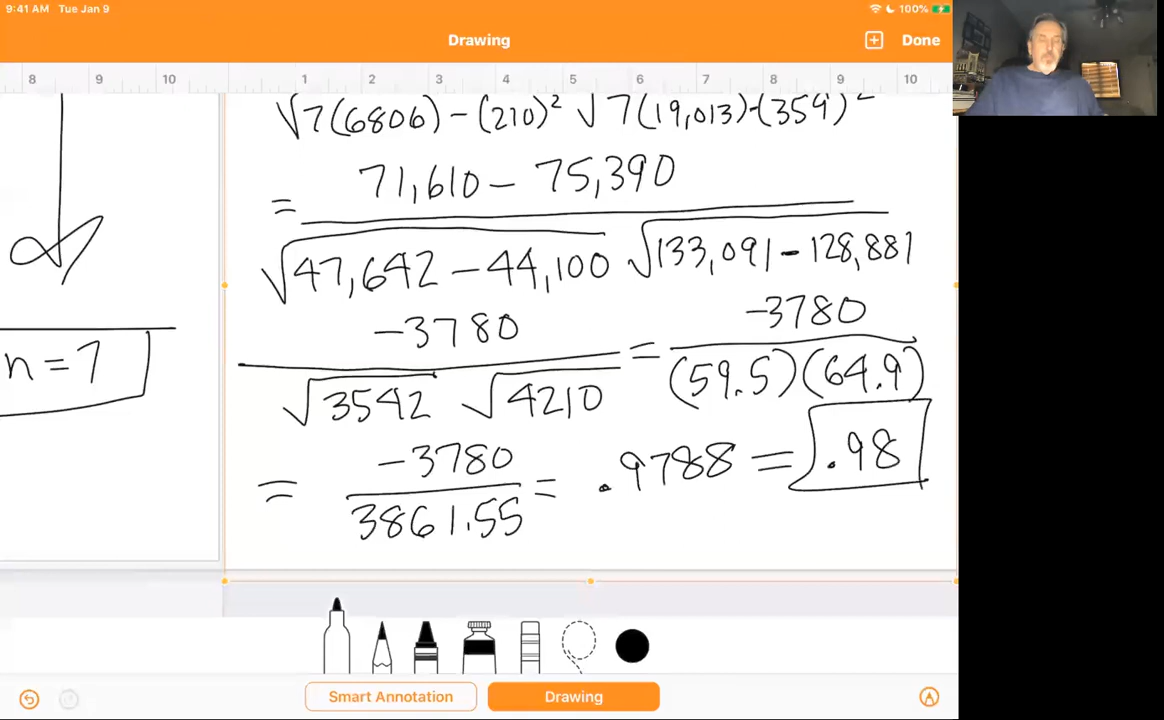 9:41 AM Tue Jan 9
100%
Drawing
Done
8 9 10 1 2 3 4 5 6 7 8 9 10
√7(6806) - (210)² √7(19,013)-(359)²
= 71,610 - 75,390
√47,642 - 44,100 √133,091 - 128,881
-3780
√3542 √4210
= -3780
(59.5)(64.9)
n = 7
= -3780
3861.55
= .9788 = .98
Smart Annotation
Drawing